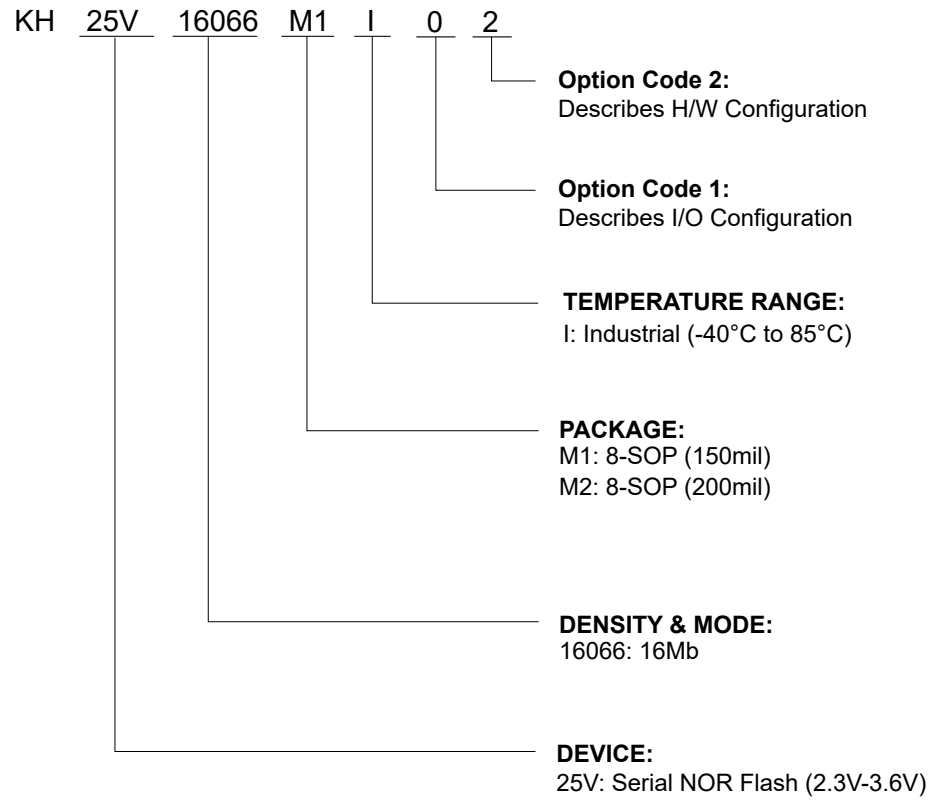 KH 25V 16066 M1 I 0 2
Option Code 2:
Describes H/W Configuration
Option Code 1:
Describes I/O Configuration
TEMPERATURE RANGE:
I: Industrial (-40°C to 85°C)
PACKAGE:
M1: 8-SOP (150mil)
M2: 8-SOP (200mil)
DENSITY & MODE:
16066: 16Mb
DEVICE:
25V: Serial NOR Flash (2.3V-3.6V)